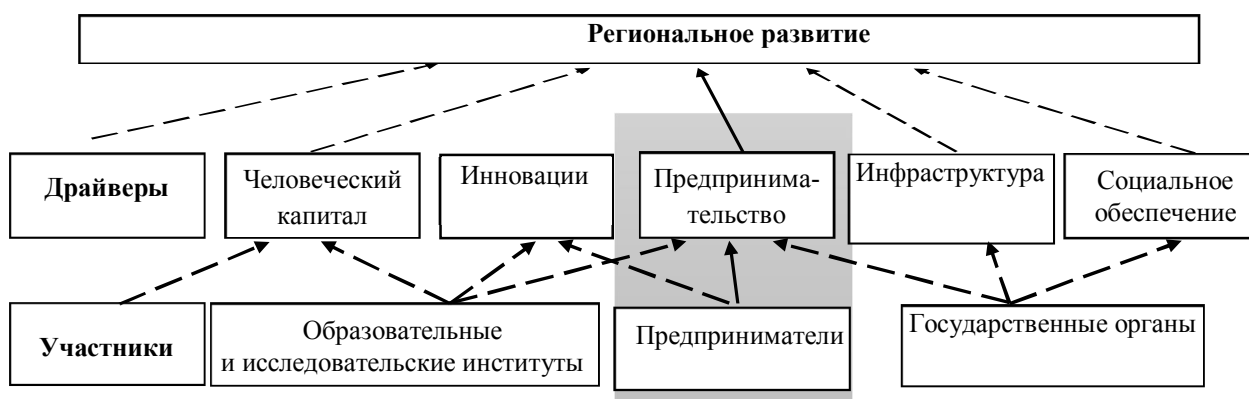 Региональное развитие
Драйверы
Человеческий
капитал
Инновации
Предпринима-
тельство
Инфраструктура
Социальное
обеспечение
Участники
Образовательные
и исследовательские институты
Предприниматели
Государственные органы